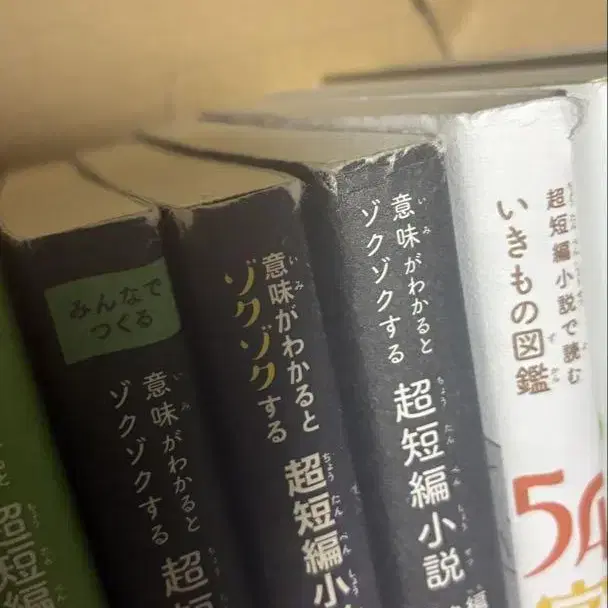 みんなで
つくる
意味がわかると
ゾクゾクする
超短
意味がわかると
ゾクゾクする
超短編小
意味がわかると
ゾクゾクする
超短編小説
超短編小説で読む
いきもの図鑑
54